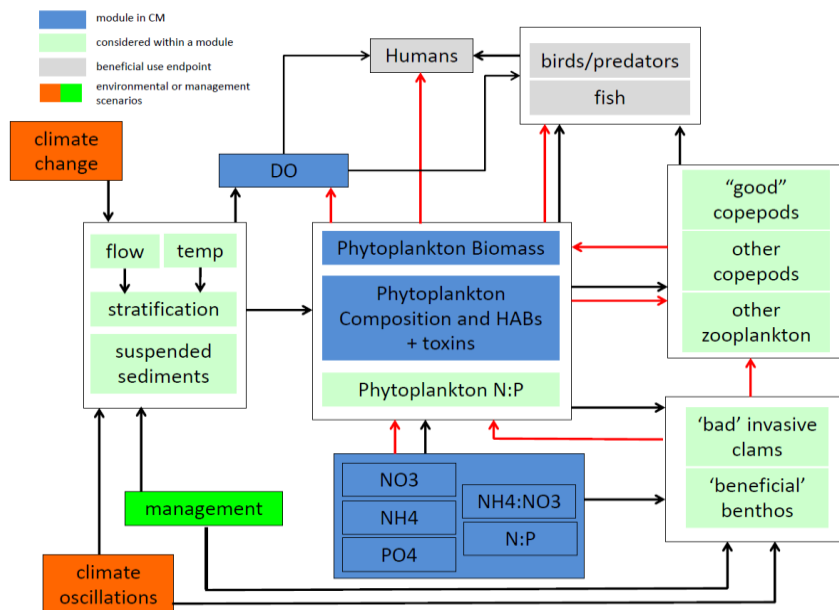 module in CM
considered within a module
beneficial use endpoint
environmental or management
scenarios
Humans
birds/predators
fish
climate
change
DO
"good"
copepods
other
copepods
other
zooplankton
flow
temp
stratification
suspended
sediments
Phytoplankton Biomass
Phytoplankton
Composition and HABs
+ toxins
Phytoplankton N:P
'bad' invasive
clams
'beneficial'
benthos
NO3
NH4
PO4
NH4:NO3
N:P
management
climate
oscillations